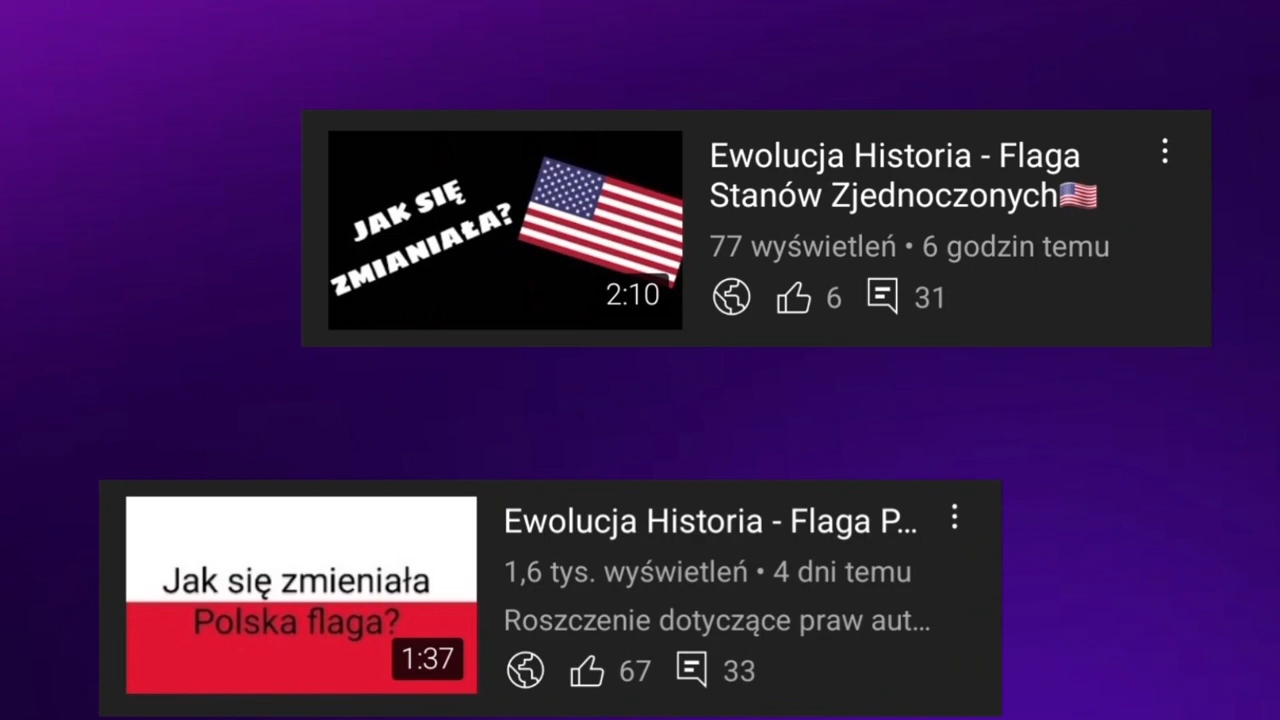 JAK SIĘ
ZMIANIAŁA?
2:10
Ewolucja Historia - Flaga
Stanów Zjednoczonych🇺🇸
77 wyświetleń • 6 godzin temu
6 31
Jak się zmieniała
Polska flaga?
1:37
Ewolucja Historia - Flaga P...
1,6 tys. wyświetleń • 4 dni temu
Roszczenie dotyczące praw aut...
67 33